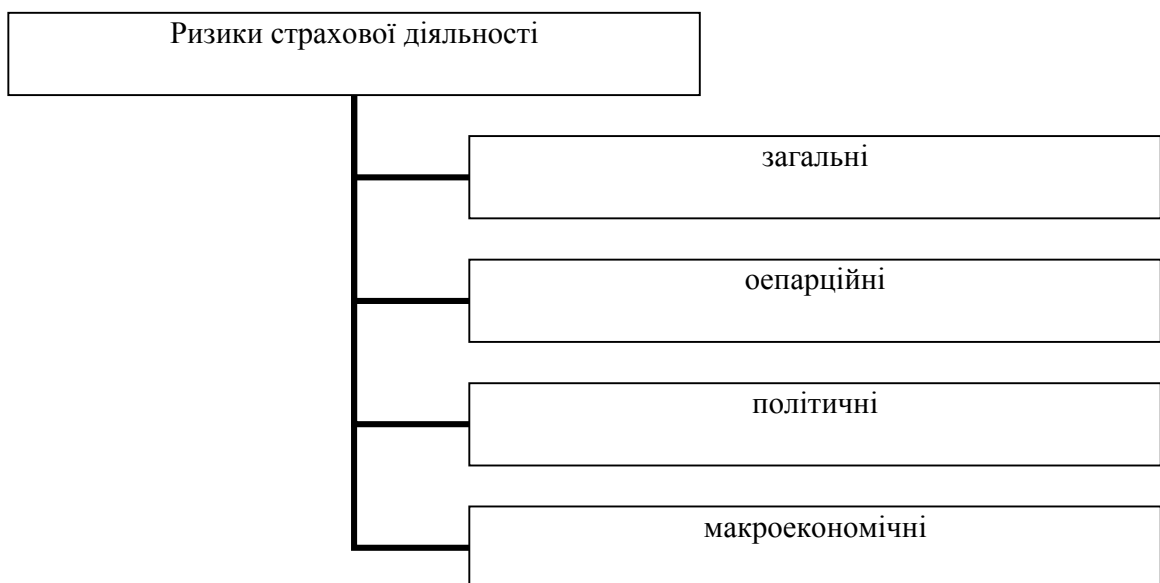 Ризики страхової діяльності
загальні
оепарційні
політичні
макроекономічні